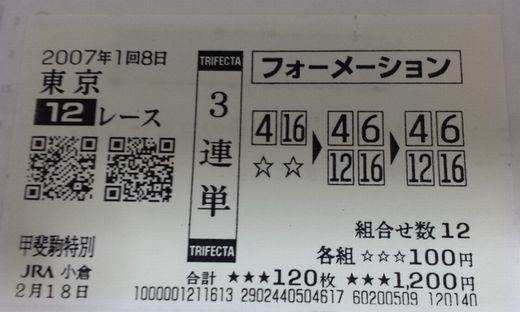 2007年1回8日
東京
12レース
TRIFECTA
3連単
TRIFECTA
フォーメーション
4 16 ▶ 4 6 ▶ 4 6
☆☆ 12 16 12 16
組合せ数12
各組 ☆☆☆100円
合計 ★★★120枚 ★★★1,200円
甲斐駒特別
JRA 小倉
2月18日
1000001211613 2902440504617 60200509 120140